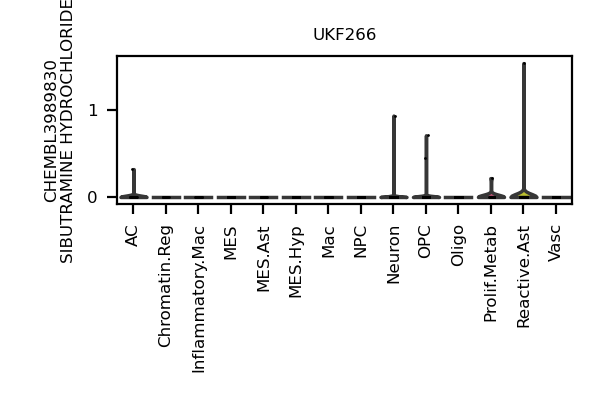 UKF266
CHEMBL3989830
SIBUTRAMINE HYDROCHLORIDE
1
0
AC
Chromatin.Reg
Inflammatory.Mac
MES
MES.Ast
MES.Hyp
Mac
NPC
Neuron
OPC
Oligo
Prolif.Metab
Reactive.Ast
Vasc